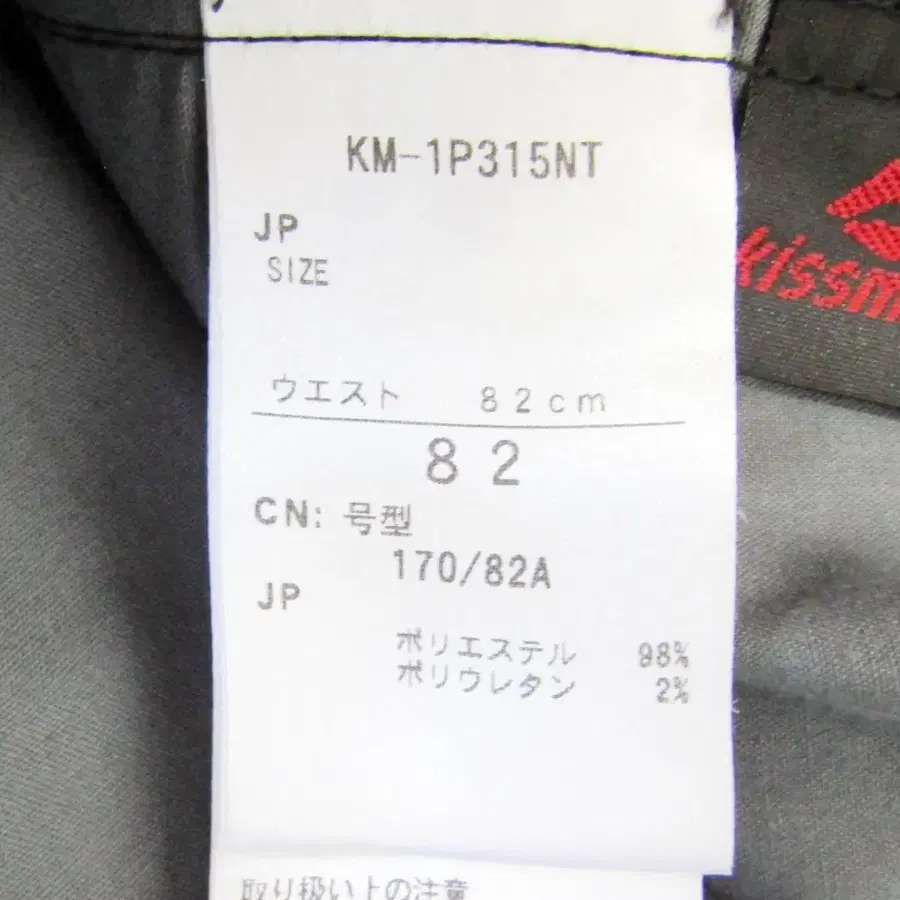 KM-1P315NT
JP
SIZE
ウエスト 82cm
82
CN: 号型
170/82A
JP
ポリエステル 98%
ポリウレタン 2%
取り扱い上の注意
kissm